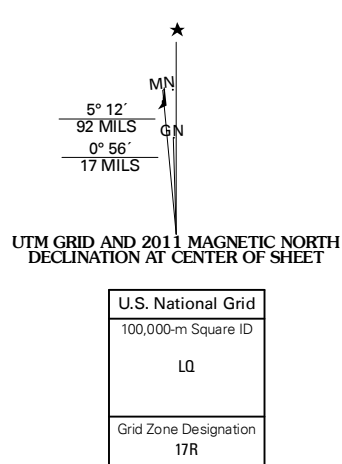 MN
5° 12´
92 MILS
GN
0° 56´
17 MILS
UTM GRID AND 2011 MAGNETIC NORTH
DECLINATION AT CENTER OF SHEET
U.S. National Grid
100,000-m Square ID
LQ
Grid Zone Designation
17R